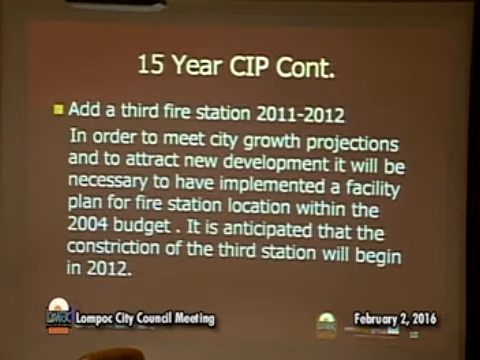 15 Year CIP Cont.
Add a third fire station 2011-2012
In order to meet city growth projections
and to attract new development it will be
necessary to have implemented a facility
plan for fire station location within the
2004 budget . It is anticipated that the
constriction of the third station will begin
in 2012.
LOMPOC Lompoc City Council Meeting
February 2, 2016